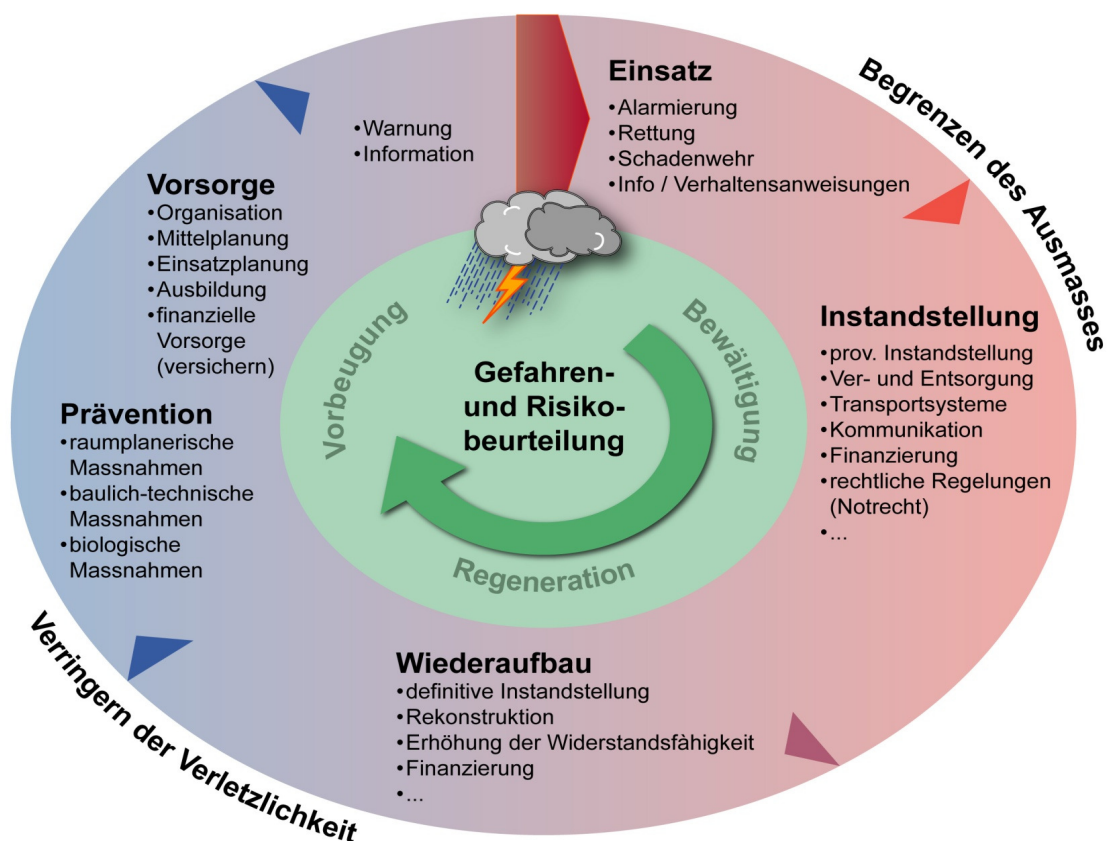 Einsatz
•Alarmierung
•Rettung
•Schadenwehr
•Info / Verhaltensanweisungen
Begrenzen des Ausmasses
Instandstellung
•prov. Instandstellung
•Ver- und Entsorgung
•Transportsysteme
•Kommunikation
•Finanzierung
•rechtliche Regelungen
(Notrecht)
•...
Wiederaufbau
•definitive Instandstellung
•Rekonstruktion
•Erhöhung der Widerstandsfähigkeit
•Finanzierung
•...
Verringern der Verletzlichkeit
Prävention
•raumplanerische
Massnahmen
•baulich-technische
Massnahmen
•biologische
Massnahmen
Vorsorge
•Organisation
•Mittelplanung
•Einsatzplanung
•Ausbildung
•finanzielle
Vorsorge
(versichern)
•Warnung
•Information
Gefahren-
und Risiko-
beurteilung
Bewältigung
Regeneration
Vorbeugung